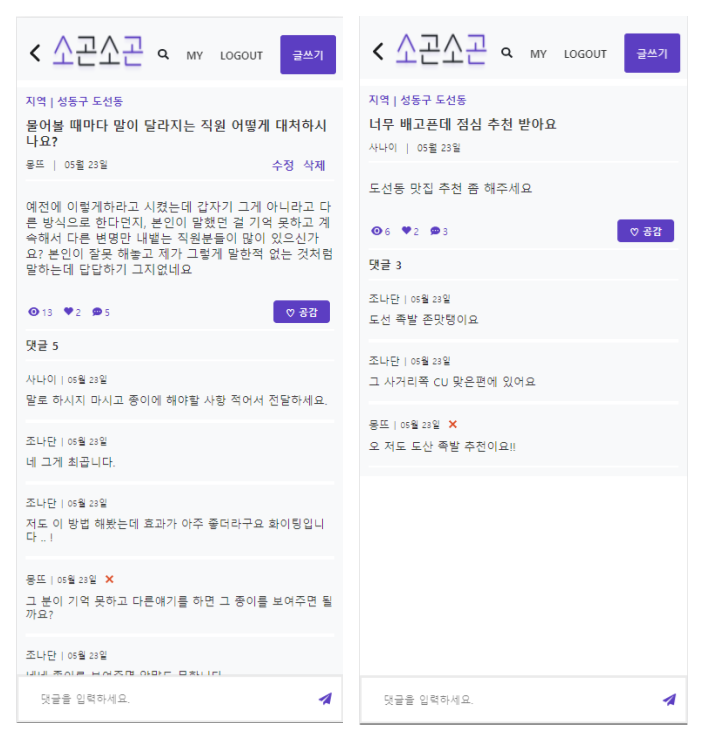 소곤소곤 MY LOGOUT 글쓰기
지역 | 성동구 도선동
물어볼 때마다 말이 달라지는 직원 어떻게 대처하시
나요?
몽뜨 | 05월 23일 수정 삭제
예전에 이렇게하라고 시켰는데 갑자기 그게 아니라고 다
른 방식으로 한다던지, 본인이 말했던 걸 기억 못하고 계
속해서 다른 변명만 내뱉는 직원분들이 많이 있으신가
요? 본인이 잘못 해놓고 제가 그렇게 말한적 없는 것처럼
말하는데 답답하기 그지없네요
13 2 5 공감
댓글 5
사나이 | 05월 23일
말로 하시지 마시고 종이에 해야할 사항 적어서 전달하세요.
조나단 | 05월 23일
네 그게 최곱니다.
조나단 | 05월 23일
저도 이 방법 해봤는데 효과가 아주 좋더라구요 화이팅입니
다 .. !
몽뜨 | 05월 23일 ×
그 분이 기억 못하고 다른얘기를 하면 그 종이를 보여주면 될
까요?
조나단 | 05월 23일
댓글을 입력하세요.
소곤소곤 MY LOGOUT 글쓰기
지역 | 성동구 도선동
너무 배고픈데 점심 추천 받아요
사나이 | 05월 23일
도선동 맛집 추천 좀 해주세요
6 2 3 공감
댓글 3
조나단 | 05월 23일
도선 족발 존맛탱이요
조나단 | 05월 23일
그 사거리쪽 CU 맞은편에 있어요
몽뜨 | 05월 23일 ×
오 저도 도산 족발 추천이요!!
댓글을 입력하세요.